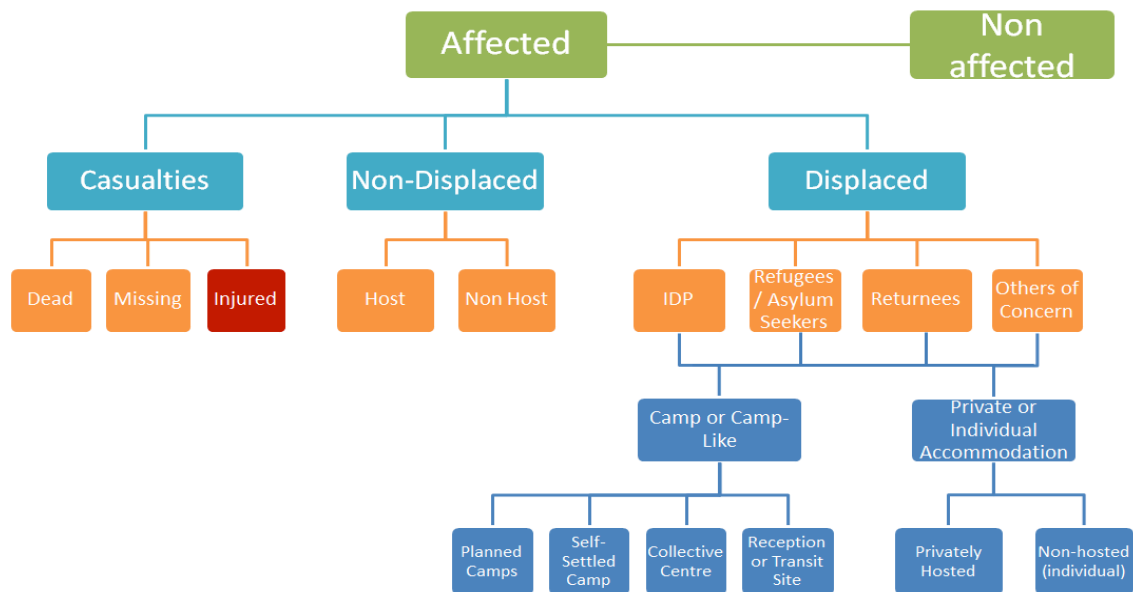 Affected
Non
affected
Casualties
Non-Displaced
Displaced
Dead
Missing
Injured
Host
Non Host
IDP
Refugees
/ Asylum
Seekers
Returnees
Others of
Concern
Camp or Camp-
Like
Private or
Individual
Accommodation
Planned
Camps
Self-
Settled
Camp
Collective
Centre
Reception
or Transit
Site
Privately
Hosted
Non-hosted
(individual)